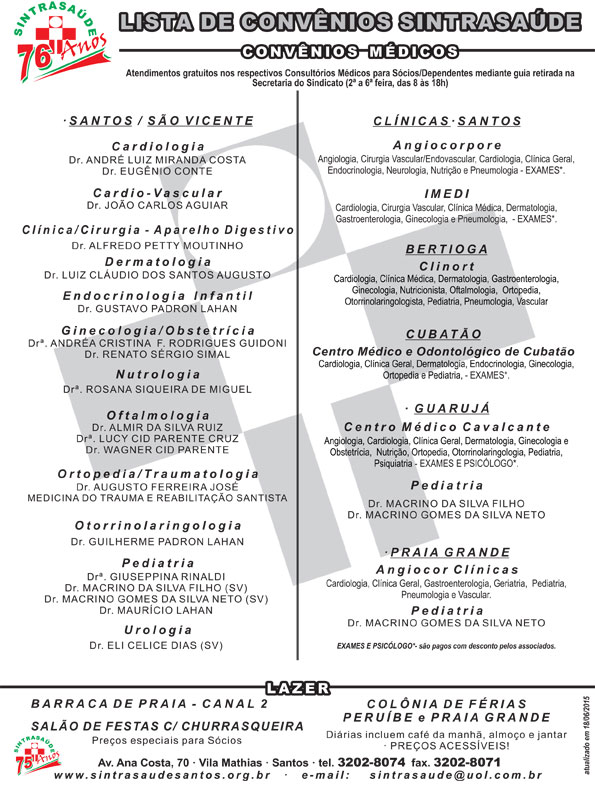 SINTRASAÚDE
76 Anos
LISTA DE CONVÊNIOS SINTRASAÚDE
CONVÊNIOS MÉDICOS
Atendimentos gratuitos nos respectivos Consultórios Médicos para Sócios/Dependentes mediante guia retirada na
Secretaria do Sindicato (2ª a 6ª feira, das 8 às 18h)
· SANTOS / SÃO VICENTE
Cardiologia
Dr. ANDRÉ LUIZ MIRANDA COSTA
Dr. EUGÊNIO CONTE
Cardio-Vascular
Dr. JOÃO CARLOS AGUIAR
Clínica/Cirurgia - Aparelho Digestivo
Dr. ALFREDO PETTY MOUTINHO
Dermatologia
Dr. LUIZ CLÁUDIO DOS SANTOS AUGUSTO
Endocrinologia Infantil
Dr. GUSTAVO PADRON LAHAN
Ginecologia/Obstetrícia
Drª. ANDRÉA CRISTINA F. RODRIGUES GUIDONI
Dr. RENATO SÉRGIO SIMAL
Nutrologia
Drª. ROSANA SIQUEIRA DE MIGUEL
Oftalmologia
Dr. ALMIR DA SILVA RUIZ
Drª. LUCY CID PARENTE CRUZ
Dr. WAGNER CID PARENTE
Ortopedia/Traumatologia
Dr. AUGUSTO FERREIRA JOSÉ
MEDICINA DO TRAUMA E REABILITAÇÃO SANTISTA
Otorrinolaringologia
Dr. GUILHERME PADRON LAHAN
Pediatria
Drª. GIUSEPPINA RINALDI
Dr. MACRINO DA SILVA FILHO (SV)
Dr. MACRINO GOMES DA SILVA NETO (SV)
Dr. MAURÍCIO LAHAN
Urologia
Dr. ELI CELICE DIAS (SV)
CLÍNICAS·SANTOS
Angiocorpore
Angiologia, Cirurgia Vascular/Endovascular, Cardiologia, Clínica Geral,
Endocrinologia, Neurologia, Nutrição e Pneumologia - EXAMES*.
IMEDI
Cardiologia, Cirurgia Vascular, Clínica Médica, Dermatologia,
Gastroenterologia, Ginecologia e Pneumologia, - EXAMES*.
BERTIOGA
Clinort
Cardiologia, Clínica Médica, Dermatologia, Gastroenterologia,
Ginecologia, Nutricionista, Oftalmologia, Ortopedia,
Otorrinolaringologista, Pediatria, Pneumologia, Vascular
CUBATÃO
Centro Médico e Odontológico de Cubatão
Cardiologia, Clínica Geral, Dermatologia, Endocrinologia, Ginecologia,
Ortopedia e Pediatria, - EXAMES*.
· GUARUJÁ
Centro Médico Cavalcante
Angiologia, Cardiologia, Clínica Geral, Dermatologia, Ginecologia e
Obstetrícia, Nutrição, Ortopedia, Otorrinolaringologia, Pediatria,
Psiquiatria - EXAMES E PSICÓLOGO*.
Pediatria
Dr. MACRINO DA SILVA FILHO
Dr. MACRINO GOMES DA SILVA NETO
·PRAIA GRANDE
Angiocor Clínicas
Cardiologia, Clínica Geral, Gastroenterologia, Geriatria, Pediatria,
Pneumologia e Vascular.
Pediatria
Dr. MACRINO GOMES DA SILVA NETO
EXAMES E PSICÓLOGO*- são pagos com desconto pelos associados.
LAZER
BARRACA DE PRAIA - CANAL 2
SALÃO DE FESTAS C/ CHURRASQUEIRA
Preços especiais para Sócios
COLÔNIA DE FÉRIAS
PERUÍBE e PRAIA GRANDE
Diárias incluem café da manhã, almoço e jantar
· PREÇOS ACESSÍVEIS!
SINTRASAÚDE
75 Anos
Av. Ana Costa, 70 · Vila Mathias · Santos · tel. 3202-8074 fax. 3202-8071
www.sintrasaudesantos.org.br · e-mail: sintrasaude@uol.com.br
atualizado em 18/06/2015